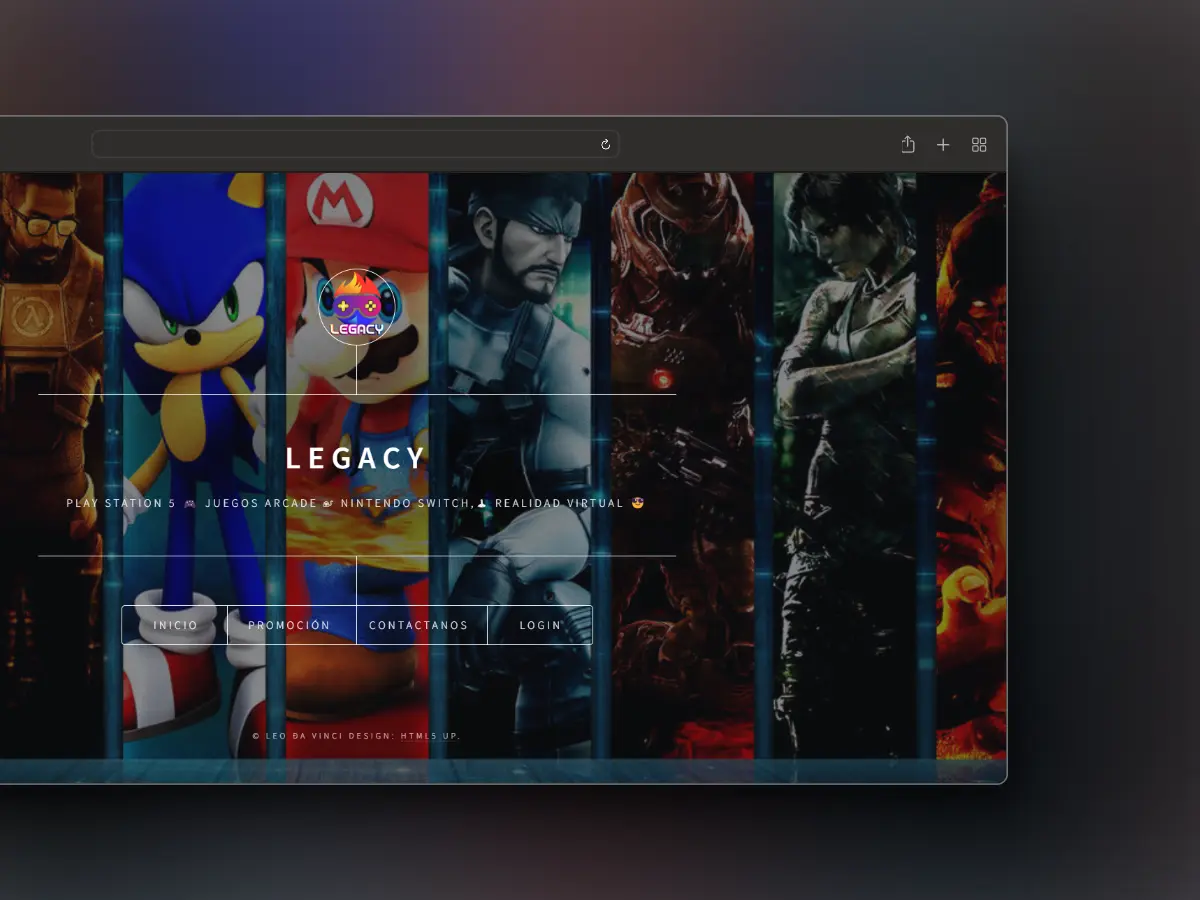 M
LEGACY
LEGACY
PLAY STATION 5 🎮 JUEGOS ARCADE 👾 NINTENDO SWITCH,🕹 REALIDAD VIRTUAL 🤠
INICIO PROMOCIÓN CONTACTANOS LOGIN
© LEO DA VINCI DESIGN: HTML5 UP.